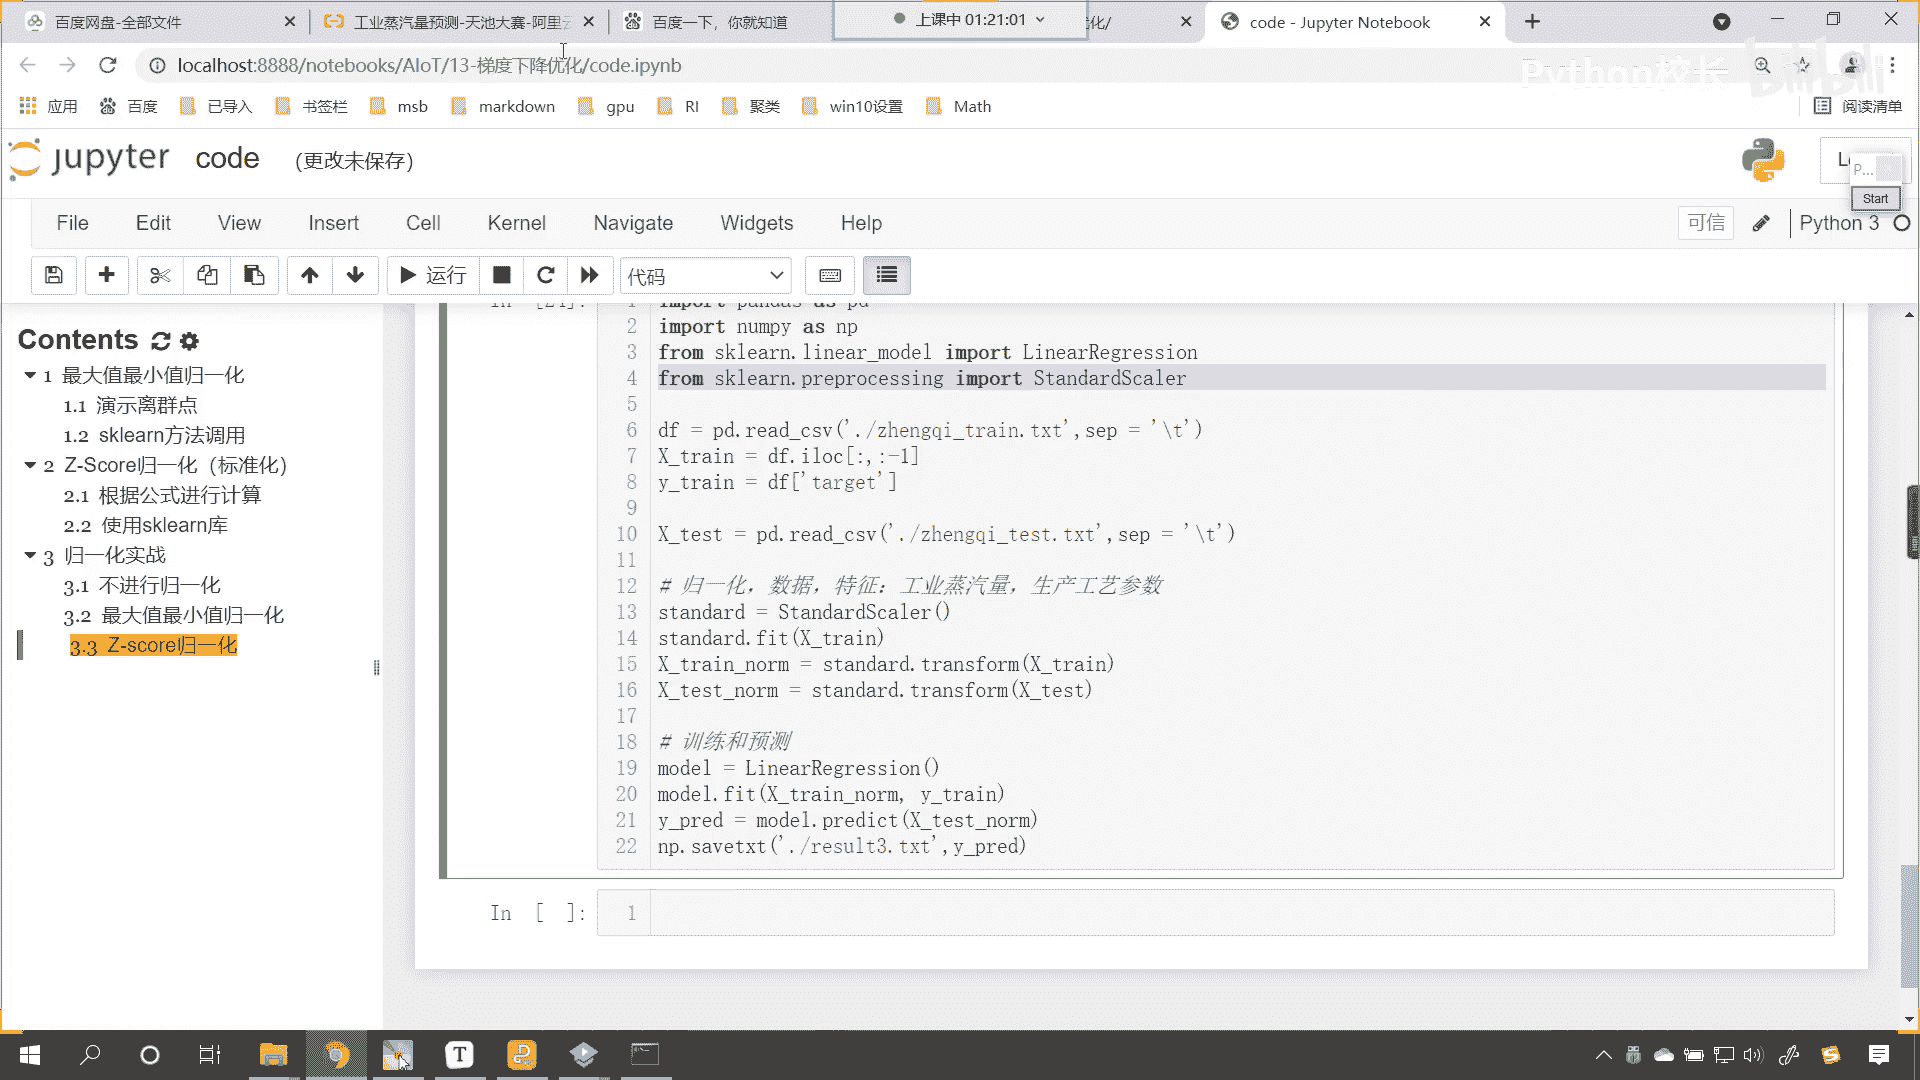 百度网盘-全部文件
工业蒸汽量预测-天池大赛-阿里云
百度一下，你就知道
上课中 01:21:01
优化/
code - Jupyter Notebook
localhost:8888/notebooks/AIoT/13-梯度下降优化/code.ipynb
Python校长
bilibili
应用
百度
已导入
书签栏
msb
markdown
gpu
RI
聚类
win10设置
Math
阅读清单
jupyter
code
(更改未保存)
P...
Start
File
Edit
View
Insert
Cell
Kernel
Navigate
Widgets
Help
可信
Python 3
运行
代码
Contents
1 最大值最小值归一化
1.1 演示离群点
1.2 sklearn方法调用
2 Z-Score归一化（标准化）
2.1 根据公式进行计算
2.2 使用sklearn库
3 归一化实战
3.1 不进行归一化
3.2 最大值最小值归一化
3.3 Z-score归一化
In [24]:
1 import pandas as pd
2 import numpy as np
3 from sklearn.linear_model import LinearRegression
4 from sklearn.preprocessing import StandardScaler
5
6 df = pd.read_csv('./zhengqi_train.txt',sep = '\t')
7 X_train = df.iloc[:,:-1]
8 y_train = df['target']
9
10 X_test = pd.read_csv('./zhengqi_test.txt',sep = '\t')
11
12 # 归一化，数据，特征：工业蒸汽量，生产工艺参数
13 standard = StandardScaler()
14 standard.fit(X_train)
15 X_train_norm = standard.transform(X_train)
16 X_test_norm = standard.transform(X_test)
17
18 # 训练和预测
19 model = LinearRegression()
20 model.fit(X_train_norm, y_train)
21 y_pred = model.predict(X_test_norm)
22 np.savetxt('./result3.txt',y_pred)
In [ ]:
1